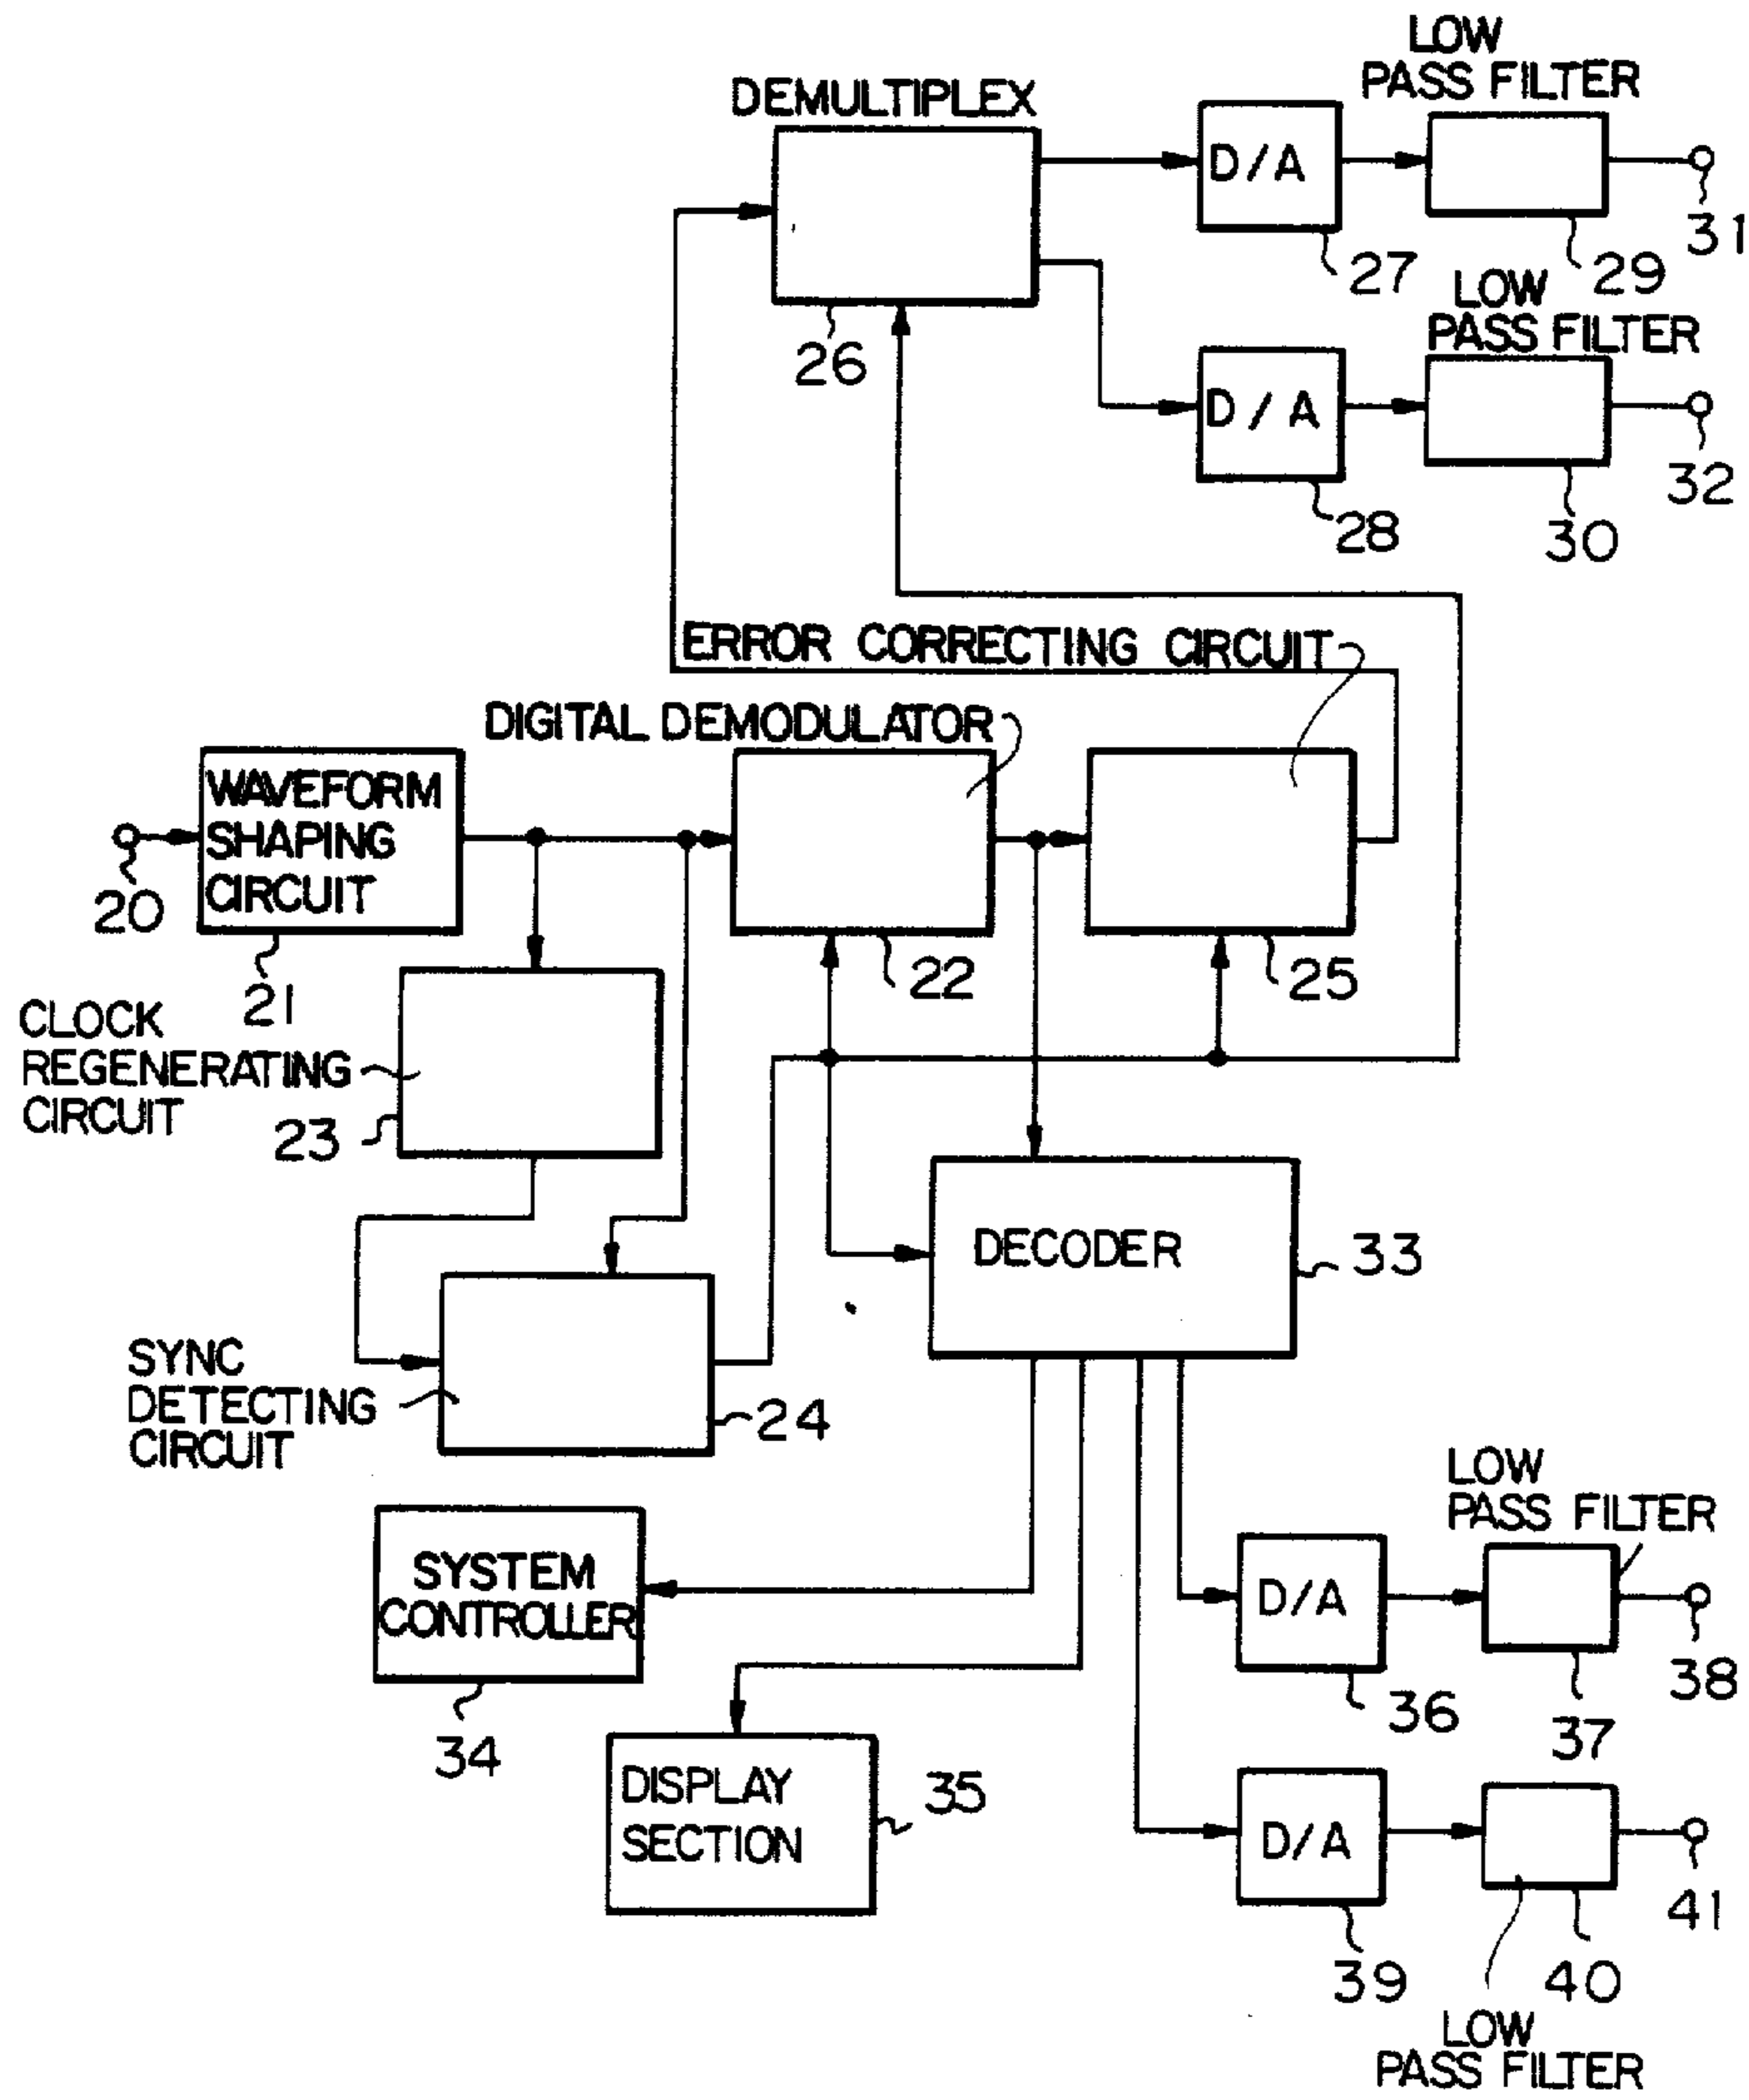 LOW
PASS FILTER
DEMULTIPLEX
D/A
31
27
29
26
LOW
PASS FILTER
D/A
32
28
30
ERROR CORRECTING CIRCUIT
DIGITAL DEMODULATOR
WAVEFORM
SHAPING
CIRCUIT
20
21
22
25
CLOCK
REGENERATING
CIRCUIT
23
DECODER
33
SYNC
DETECTING
CIRCUIT
24
LOW
PASS FILTER
SYSTEM
CONTROLLER
34
D/A
36
37
38
DISPLAY
SECTION
35
D/A
39
40
41
LOW
PASS FILTER